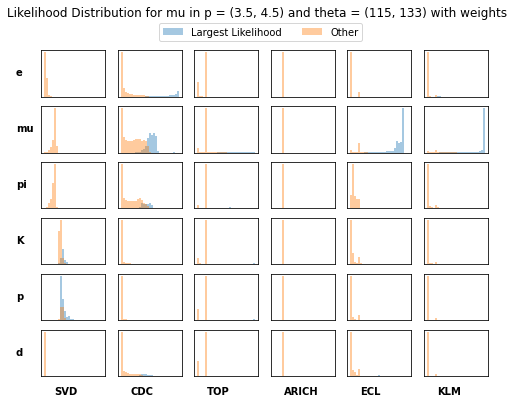 Likelihood Distribution for mu in p = (3.5, 4.5) and theta = (115, 133) with weights
Largest Likelihood Other
e
mu
pi
K
p
d
SVD CDC TOP ARICH ECL KLM